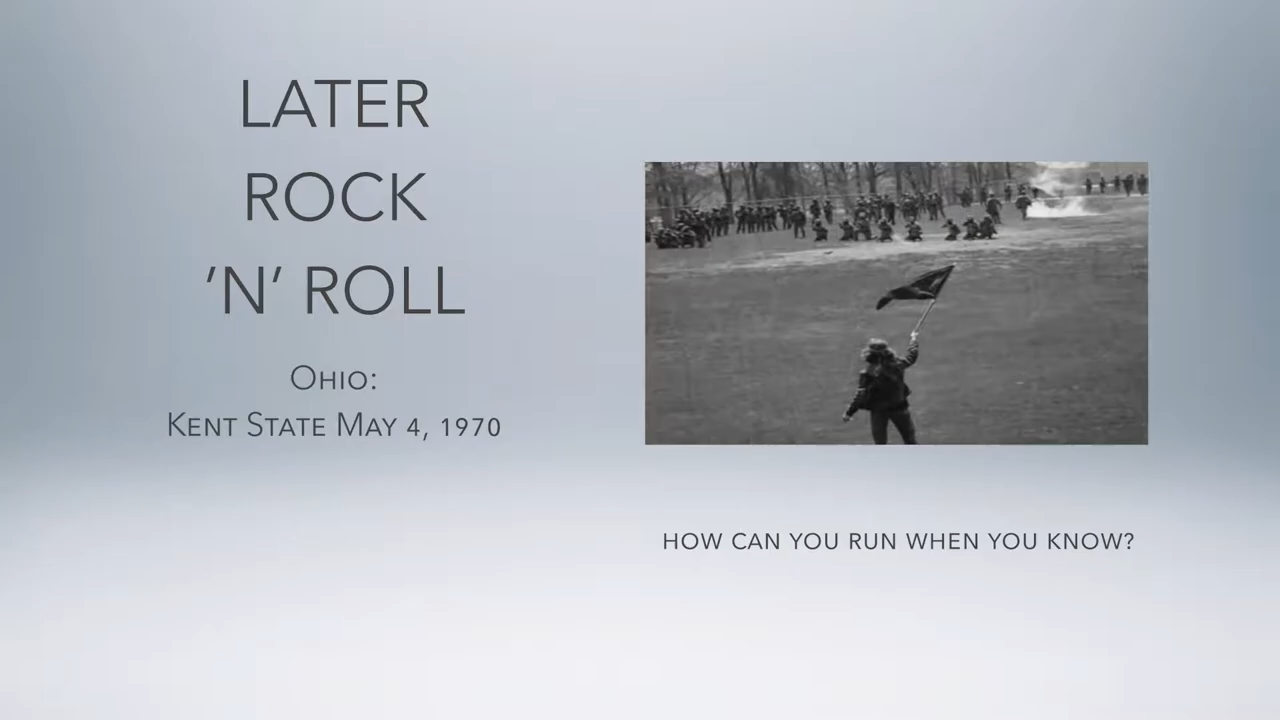 LATER
ROCK
’N’ ROLL
OHIO:
KENT STATE MAY 4, 1970
HOW CAN YOU RUN WHEN YOU KNOW?